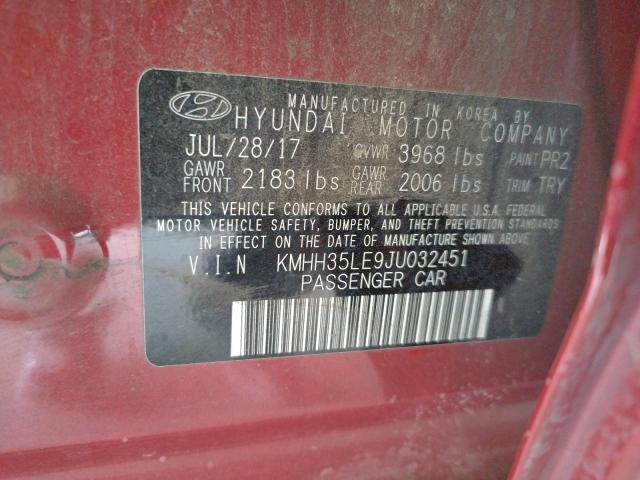 MANUFACTURED IN KOREA BY
HYUNDAI MOTOR COMPANY
JUL/28/17 GVWR 3968 lbs PAINT PR2
GAWR FRONT 2183 lbs GAWR REAR 2006 lbs TRIM TRY
THIS VEHICLE CONFORMS TO ALL APPLICABLE U.S.A. FEDERAL
MOTOR VEHICLE SAFETY, BUMPER, AND THEFT PREVENTION STANDARDS
IN EFFECT ON THE DATE OF MANUFACTURE SHOWN ABOVE.
V.I.N KMHH35LE9JU032451
PASSENGER CAR